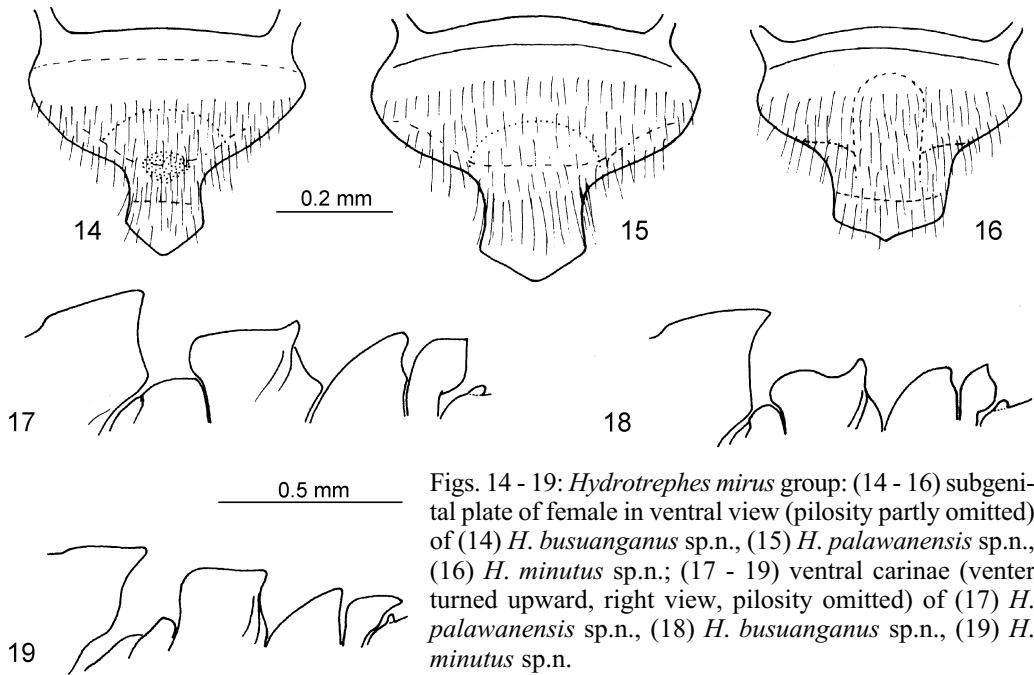 14
0.2 mm
15
16
17
18
19
0.5 mm
Figs. 14 - 19: Hydrotrephes mirus group: (14 - 16) subgeni-
tal plate of female in ventral view (pilosity partly omitted)
of (14) H. busuanganus sp.n., (15) H. palawanensis sp.n.,
(16) H. minutus sp.n.; (17 - 19) ventral carinae (venter
turned upward, right view, pilosity omitted) of (17) H.
palawanensis sp.n., (18) H. busuanganus sp.n., (19) H.
minutus sp.n.